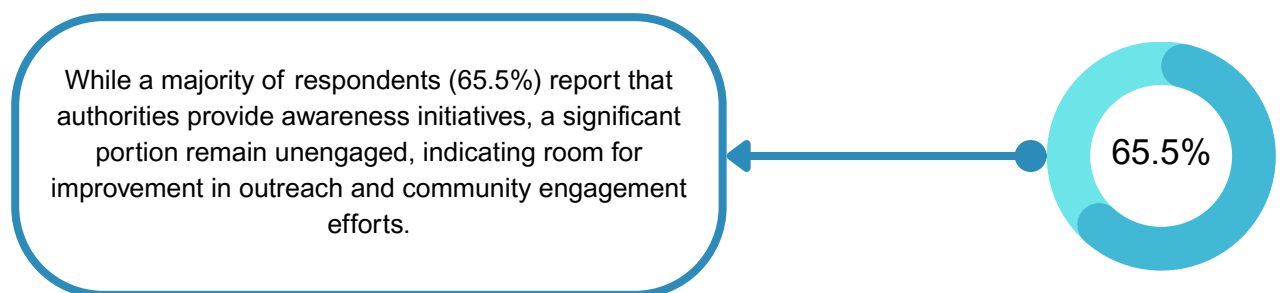 While a majority of respondents (65.5%) report that
authorities provide awareness initiatives, a significant
portion remain unengaged, indicating room for
improvement in outreach and community engagement
efforts.
65.5%